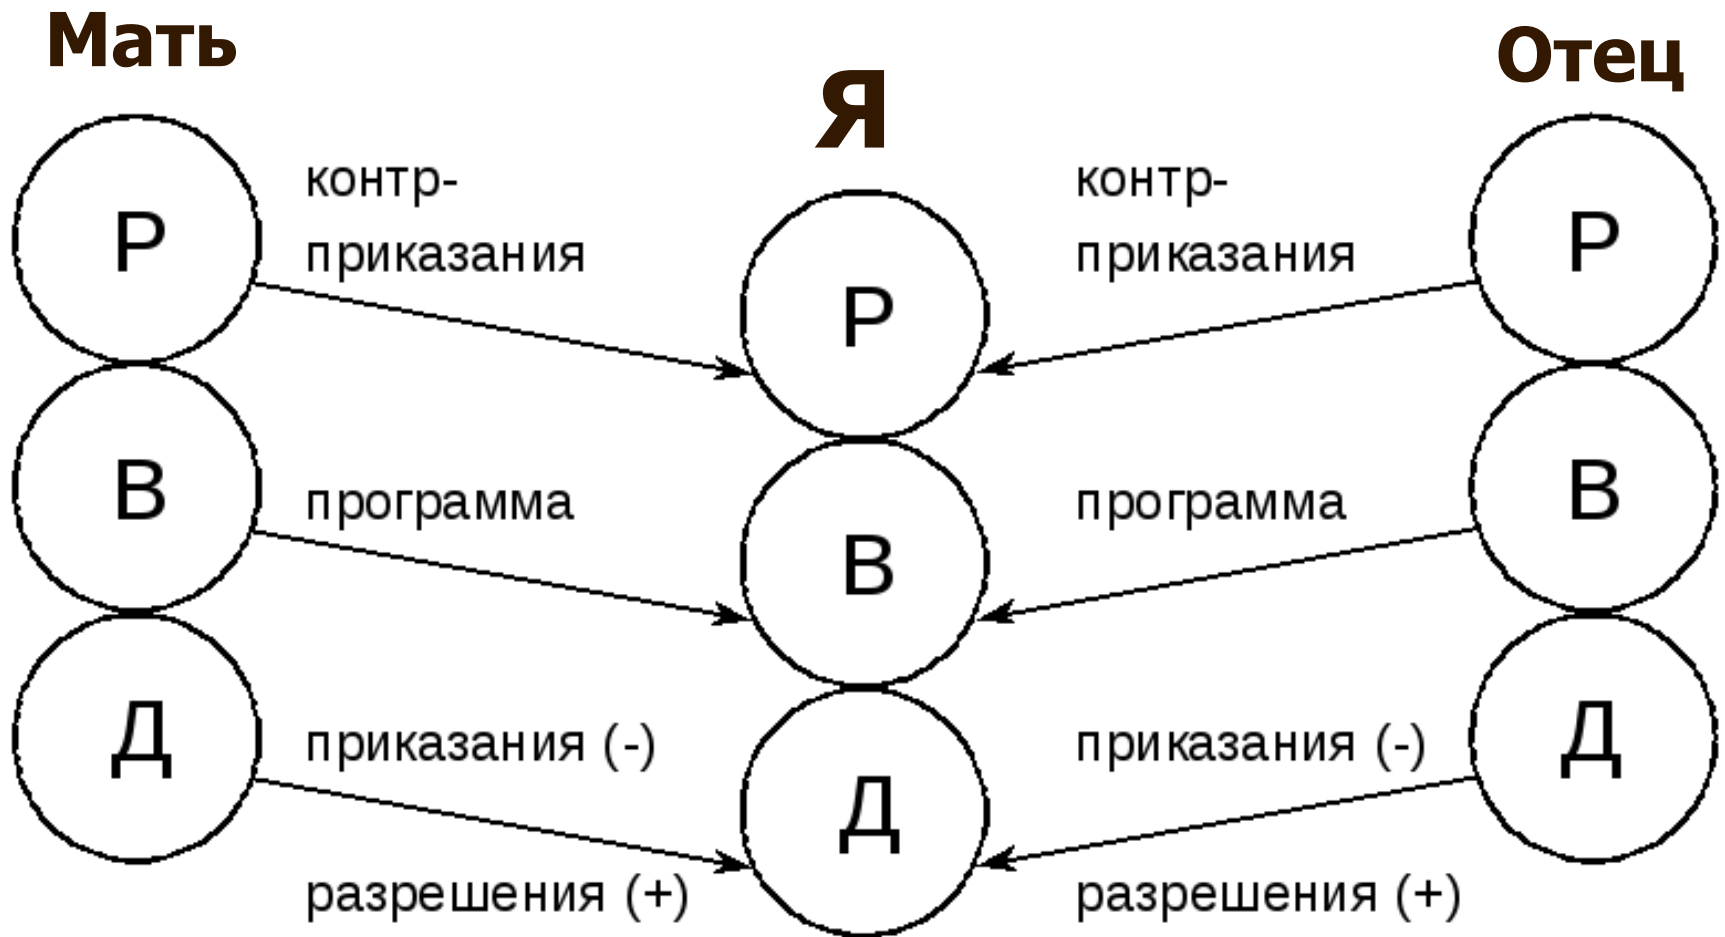 Мать
Я
Отец
контр-
приказания
контр-
приказания
Р
Р
Р
программа
программа
В
В
В
приказания (-)
приказания (-)
Д
Д
Д
разрешения (+)
разрешения (+)